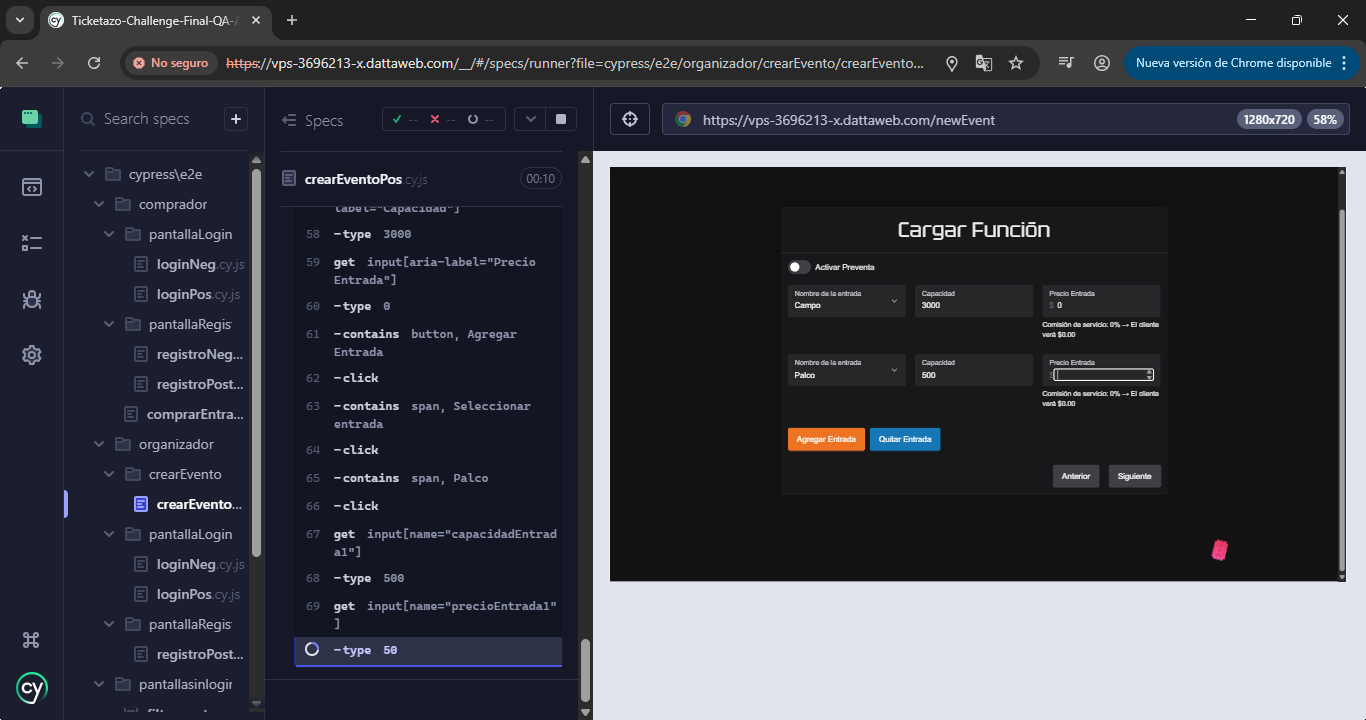 Ticketazo-Challenge-Final-QA-
No seguro
https://vps-3696213-x.dattaweb.com/__/#/specs/runner?file=cypress/e2e/organizador/crearEvento/crearEvento...
Nueva versión de Chrome disponible
Search specs
cypress\e2e
comprador
pantallaLogin
loginNeg.cy.js
loginPos.cy.js
pantallaRegis
registroNeg...
registroPost...
comprarEntra...
organizador
crearEvento
crearEvento...
pantallaLogin
loginNeg.cy.js
loginPos.cy.js
pantallaRegis
registroPost...
pantallasinlogin
cy
Specs
-- -- --
crearEventoPos.cy.js
00:10
label="Capacidad"]
58 -type 3000
59 get input[aria-label="Precio
Entrada"]
60 -type 0
61 -contains button, Agregar
Entrada
62 -click
63 -contains span, Seleccionar
entrada
64 -click
65 -contains span, Palco
66 -click
67 get input[name="capacidadEntrad
a1"]
68 -type 500
69 get input[name="precioEntrada1"
]
-type 50
https://vps-3696213-x.dattaweb.com/newEvent
1280x720
58%
Cargar Función
Activar Preventa
Nombre de la entrada
Campo
Capacidad
3000
Precio Entrada
$ 0
Comisión de servicio: 0% → El cliente
verá $0.00
Nombre de la entrada
Palco
Capacidad
500
Precio Entrada
$
Comisión de servicio: 0% → El cliente
verá $0.00
Agregar Entrada
Quitar Entrada
Anterior
Siguiente